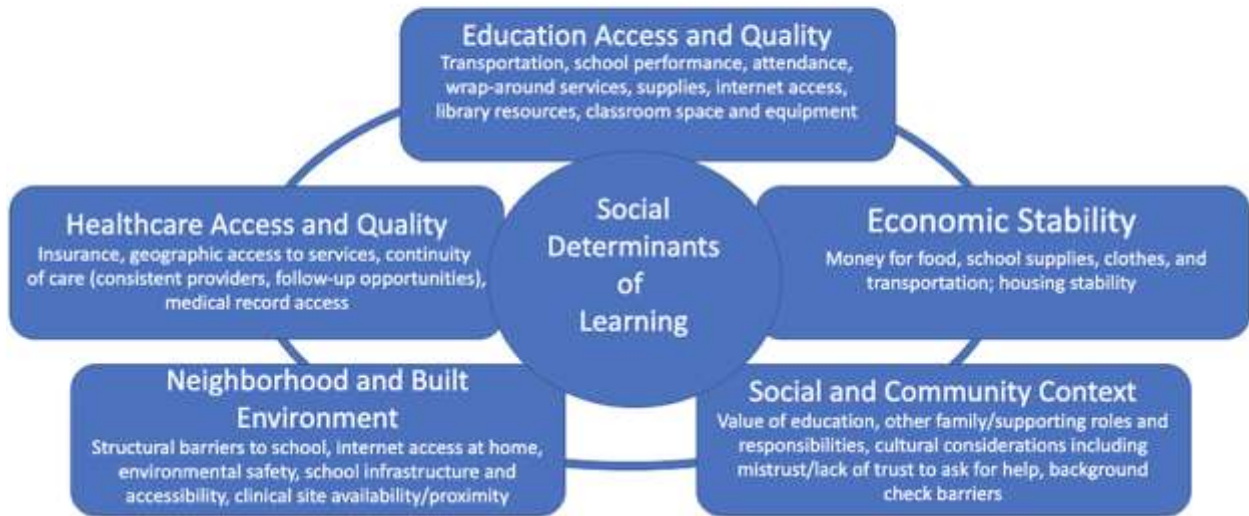 Education Access and Quality
Transportation, school performance, attendance,
wrap-around services, supplies, internet access,
library resources, classroom space and equipment
Healthcare Access and Quality
Insurance, geographic access to services, continuity
of care (consistent providers, follow-up opportunities),
medical record access
Social
Determinants
of
Learning
Economic Stability
Money for food, school supplies, clothes, and
transportation; housing stability
Neighborhood and Built
Environment
Structural barriers to school, internet access at home,
environmental safety, school infrastructure and
accessibility, clinical site availability/proximity
Social and Community Context
Value of education, other family/supporting roles and
responsibilities, cultural considerations including
mistrust/lack of trust to ask for help, background
check barriers